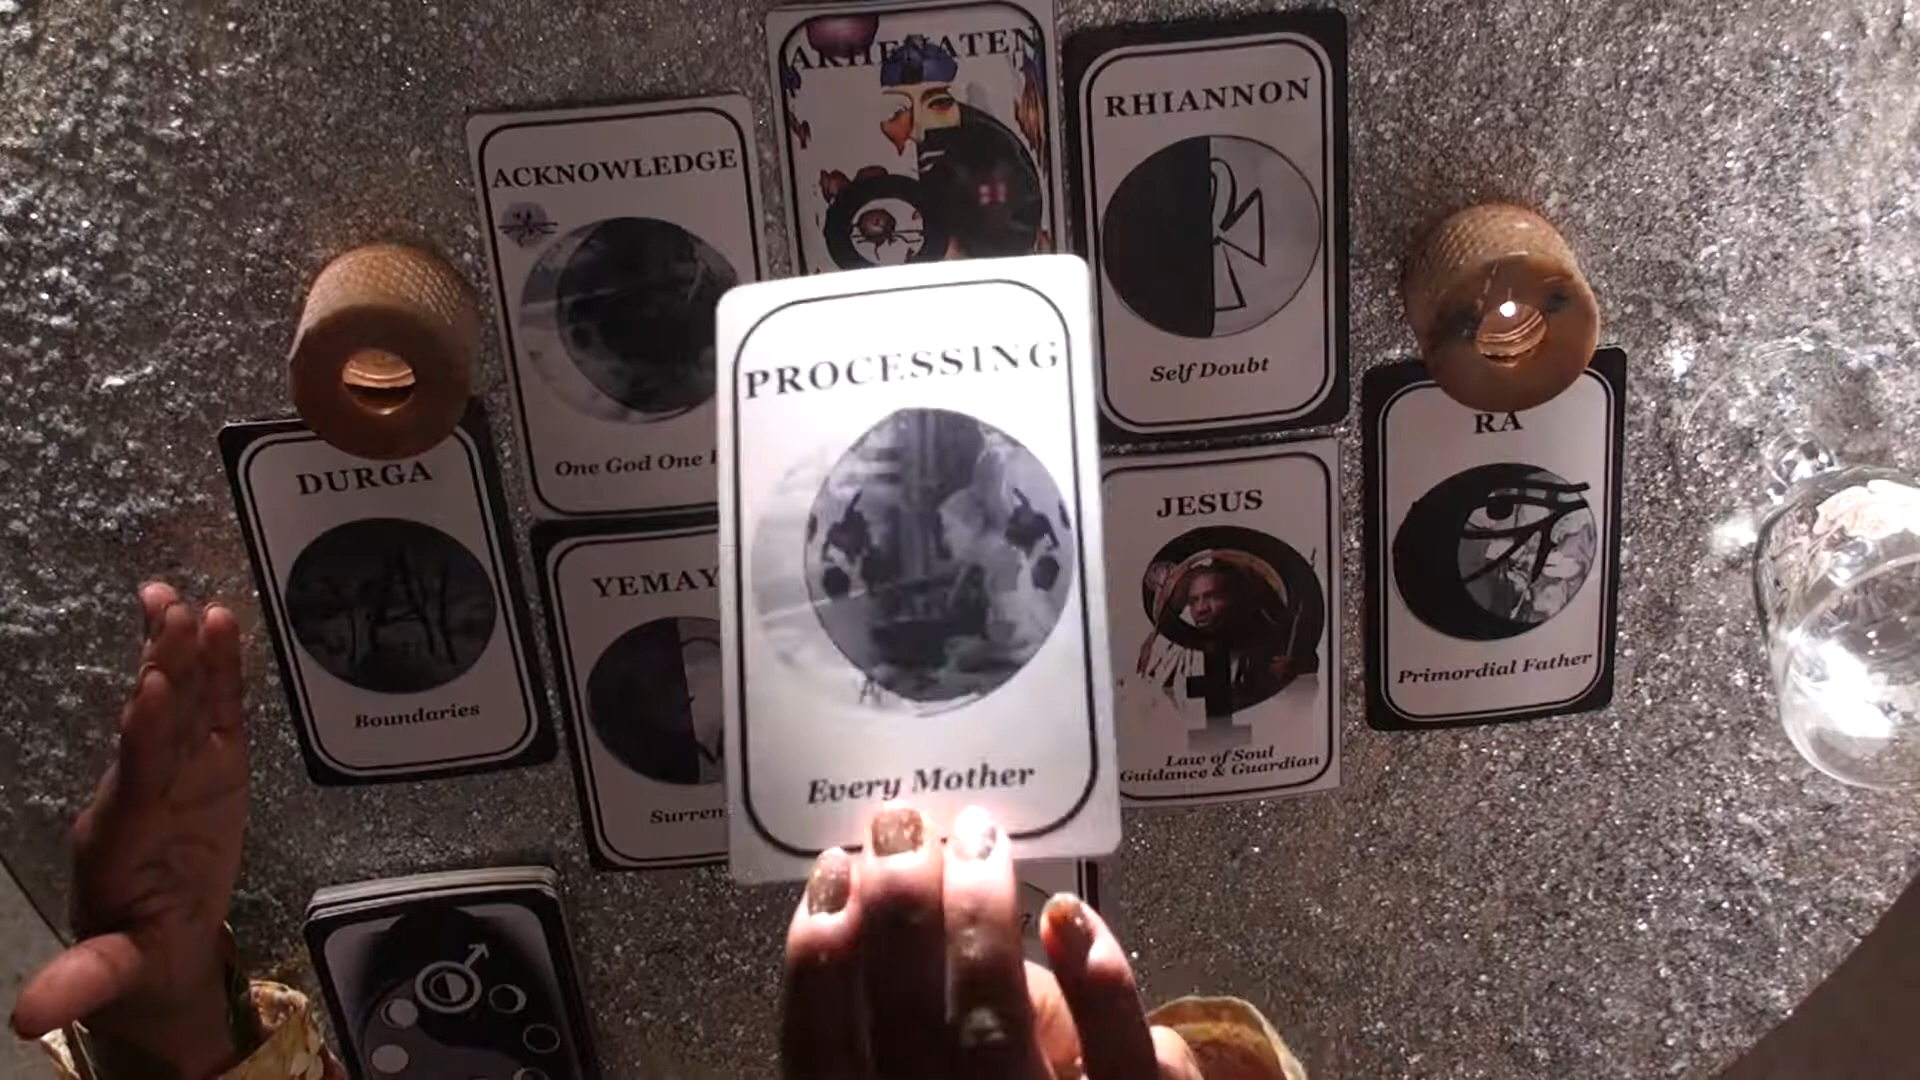 AKHENATEN
RHIANNON
Self Doubt
ACKNOWLEDGE
One God One
PROCESSING
Every Mother
DURGA
Boundaries
JESUS
Law of Soul
Guidance & Guardian
RA
Primordial Father